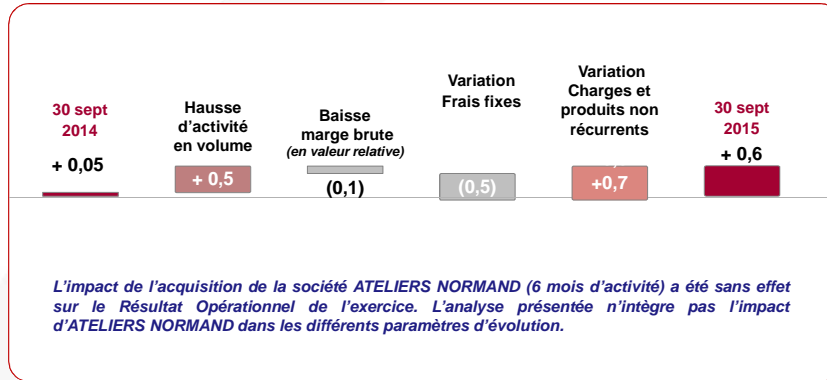 30 sept
2014
+ 0,05
Hausse
d'activité
en volume
+ 0,5
Baisse
marge brute
(en valeur relative)
(0,1)
Variation
Frais fixes
(0,5)
Variation
Charges et
produits non
récurrents
+0,7
30 sept
2015
+ 0,6
L'impact de l'acquisition de la société ATELIERS NORMAND (6 mois d'activité) a été sans effet
sur le Résultat Opérationnel de l'exercice. L'analyse présentée n'intègre pas l'impact
d'ATELIERS NORMAND dans les différents paramètres d'évolution.